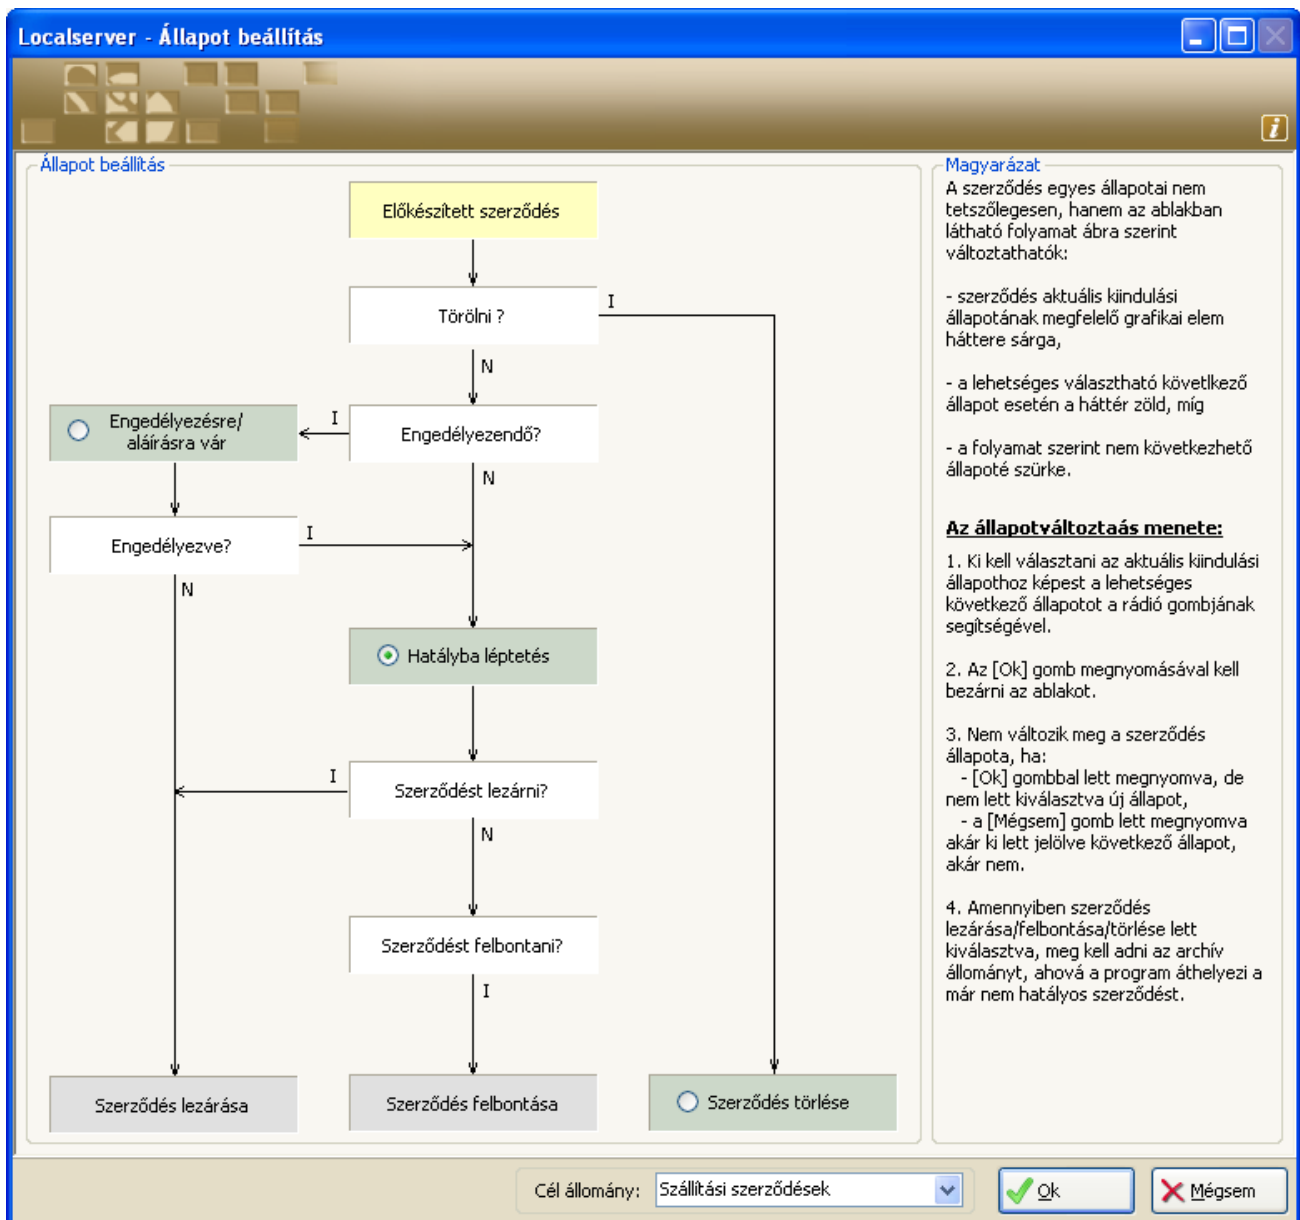 Localserver - Állapot beállítás
Állapot beállítás
Előkészített szerződés
Törölni ?
I
N
Engedélyezésre/
aláírásra vár
I
Engedélyezendő?
N
Engedélyezve?
I
N
Hatályba léptetés
I
Szerződést lezárni?
N
Szerződést felbontani?
I
Szerződés lezárása
Szerződés felbontása
Szerződés törlése
Magyarázat
A szerződés egyes állapotai nem
tetszőlegesen, hanem az ablakban
látható folyamat ábra szerint
változtathatók:
- szerződés aktuális kiindulási
állapotának megfelelő grafikai elem
háttere sárga,
- a lehetséges választható követlkező
állapot esetén a háttér zöld, míg
- a folyamat szerint nem következhető
állapoté szürke.
Az állapotváltoztaás menete:
1. Ki kell választani az aktuális kiindulási
állapothoz képest a lehetséges
következő állapotot a rádió gombjának
segítségével.
2. Az [Ok] gomb megnyomásával kell
bezárni az ablakot.
3. Nem változik meg a szerződés
állapota, ha:
- [Ok] gombbal lett megnyomva, de
nem lett kiválasztva új állapot,
- a [Mégsem] gomb lett megnyomva
akár ki lett jelölve következő állapot,
akár nem.
4. Amennyiben szerződés
lezárása/felbontása/törlése lett
kiválasztva, meg kell adni az archív
állományt, ahová a program áthelyezi a
már nem hatályos szerződést.
Cél állomány:
Szállítási szerződések
Ok
Mégsem